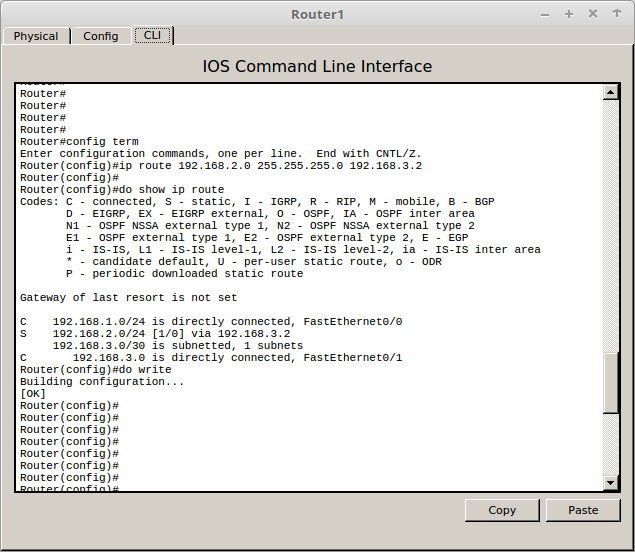 Router1
Physical Config CLI
IOS Command Line Interface
Router#
Router#
Router#
Router#
Router#
Router#config term
Enter configuration commands, one per line.  End with CNTL/Z.
Router(config)#ip route 192.168.2.0 255.255.255.0 192.168.3.2
Router(config)#
Router(config)#do show ip route
Codes: C - connected, S - static, I - IGRP, R - RIP, M - mobile, B - BGP
       D - EIGRP, EX - EIGRP external, O - OSPF, IA - OSPF inter area
       N1 - OSPF NSSA external type 1, N2 - OSPF NSSA external type 2
       E1 - OSPF external type 1, E2 - OSPF external type 2, E - EGP
       i - IS-IS, L1 - IS-IS level-1, L2 - IS-IS level-2, ia - IS-IS inter area
       * - candidate default, U - per-user static route, o - ODR
       P - periodic downloaded static route
Gateway of last resort is not set
C    192.168.1.0/24 is directly connected, FastEthernet0/0
S    192.168.2.0/24 [1/0] via 192.168.3.2
     192.168.3.0/30 is subnetted, 1 subnets
C       192.168.3.0 is directly connected, FastEthernet0/1
Router(config)#do write
Building configuration...
[OK]
Router(config)#
Router(config)#
Router(config)#
Router(config)#
Router(config)#
Router(config)#
Router(config)#
Router(config)#
Copy Paste